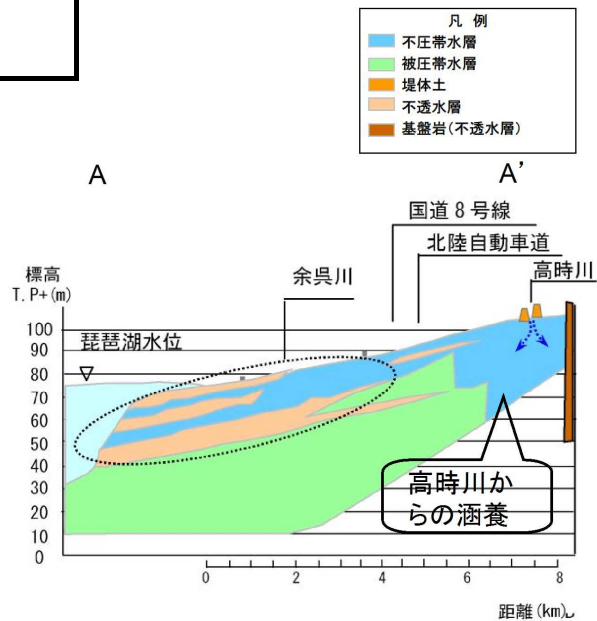 凡 例
不圧帯水層
被圧帯水層
堤体土
不透水層
基盤岩(不透水層)
A
A’
国道8号線
北陸自動車道
高時川
余呉川
標高
T.P+(m)
琵琶湖水位
100
90
80
70
60
50
40
30
20
10
0
高時川か
らの涵養
0 2 4 6 8
距離(km)